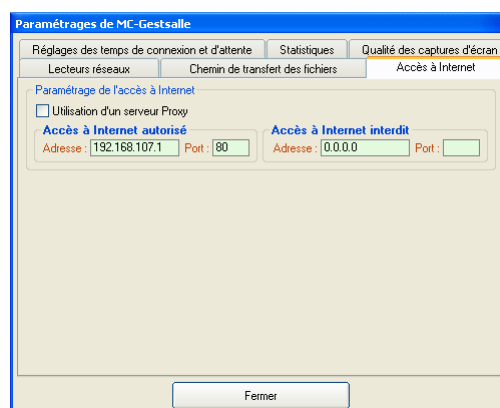 Paramétrages de MC-Gestsalle
Réglages des temps de connexion et d'attente Statistiques Qualité des captures d'écran
Lecteurs réseaux Chemin de transfert des fichiers Accès à Internet
Paramétrage de l'accès à Internet
Utilisation d'un serveur Proxy
Accès à Internet autorisé Accès à Internet interdit
Adresse : 192.168.107.1 Port : 80 Adresse : 0.0.0.0 Port :
Fermer